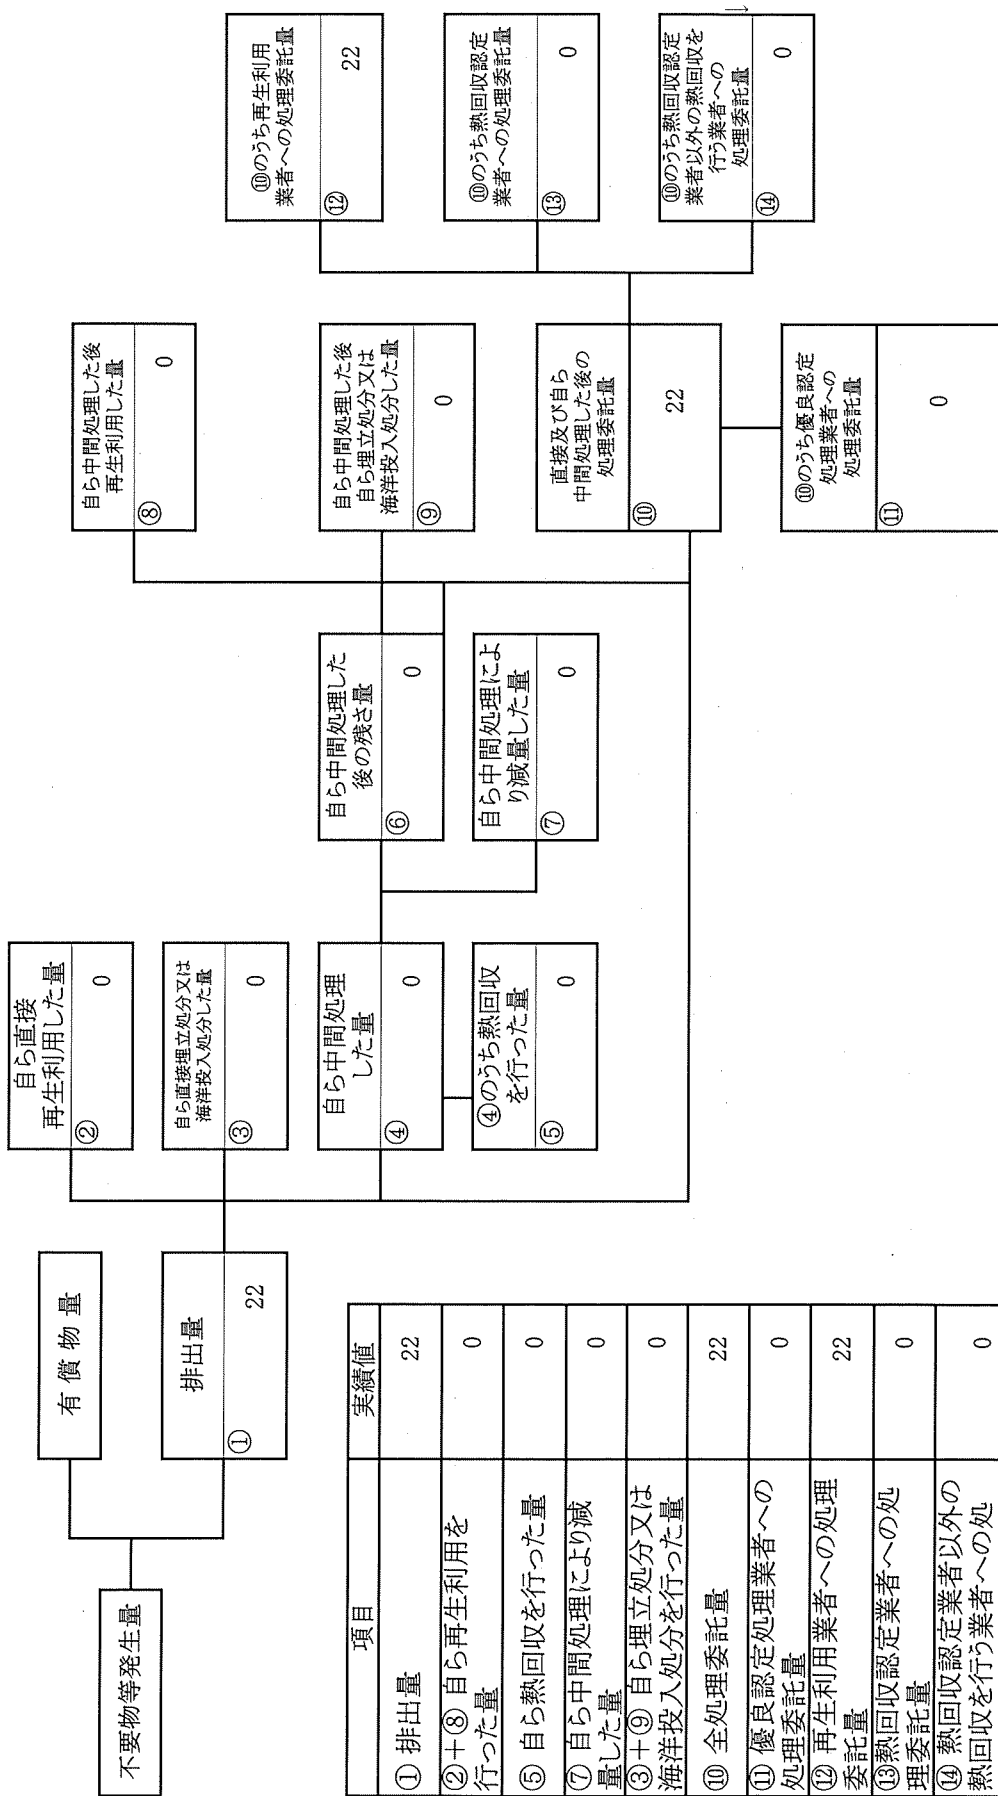 不要物等発生量
有償物量
排出量
① 22
自ら直接
再生利用した量
② 0
自ら直接埋立処分又は
海洋投入処分した量
③ 0
自ら中間処理
した量
④ 0
④のうち熱回収
を行った量
⑤ 0
自ら中間処理した
後の残さ量
⑥ 0
自ら中間処理によ
り減量した量
⑦ 0
自ら中間処理した後
再生利用した量
⑧ 0
自ら中間処理した後
自ら埋立処分又は
海洋投入処分した量
⑨ 0
直接及び自ら
中間処理した後の
処理委託量
⑩ 22
⑩のうち優良認定
処理業者への
処理委託量
⑪ 0
⑩のうち再生利用
業者への処理委託量
⑫ 22
⑩のうち熱回収認定
業者への処理委託量
⑬ 0
⑩のうち熱回収認定
業者以外の熱回収を
行う業者への
処理委託量
⑭ 0
項目 実績値
① 排出量 22
②+⑧ 自ら再生利用を
行った量 0
⑤ 自ら熱回収を行った量 0
⑦ 自ら中間処理により減
量した量 0
③+⑨ 自ら埋立処分又は
海洋投入処分を行った量 0
⑩ 全処理委託量 22
⑪ 優良認定処理業者への
処理委託量 0
⑫ 再生利用業者への処理
委託量 22
⑬熱回収認定業者への処
理委託量 0
⑭ 熱回収認定業者以外の
熱回収を行う業者への処 0